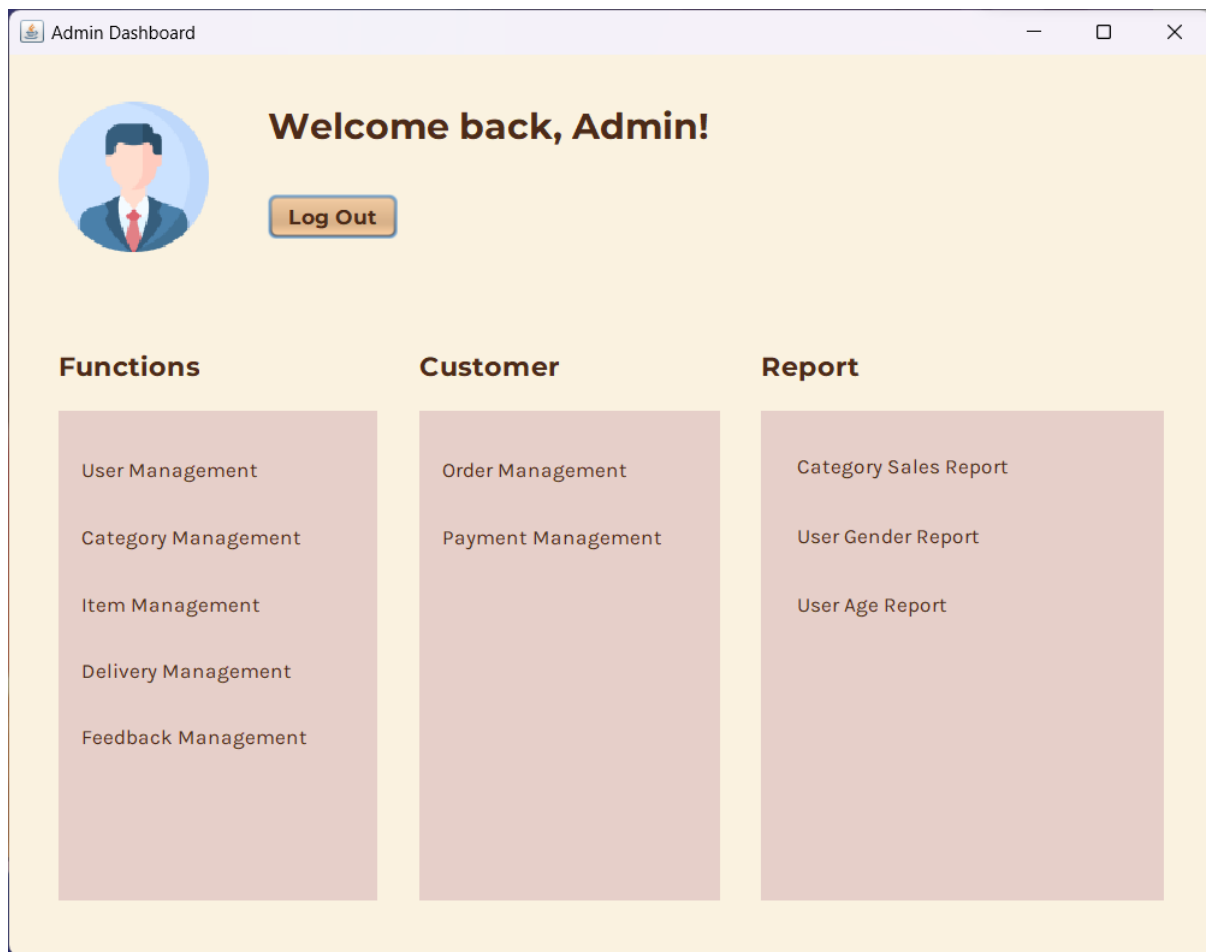 Admin Dashboard
Welcome back, Admin!
Log Out
Functions
User Management
Category Management
Item Management
Delivery Management
Feedback Management
Customer
Order Management
Payment Management
Report
Category Sales Report
User Gender Report
User Age Report